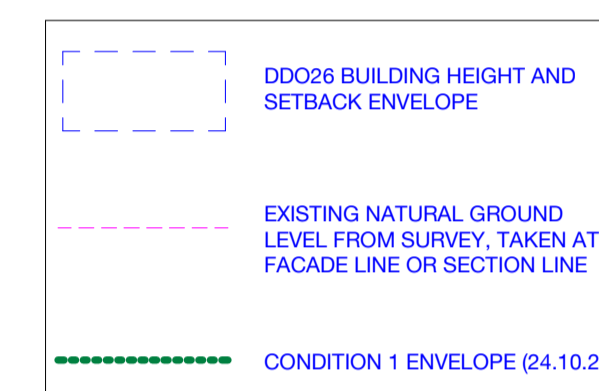 DDO26 BUILDING HEIGHT AND
SETBACK ENVELOPE
EXISTING NATURAL GROUND
LEVEL FROM SURVEY, TAKEN AT
FACADE LINE OR SECTION LINE
CONDITION 1 ENVELOPE (24.10.2